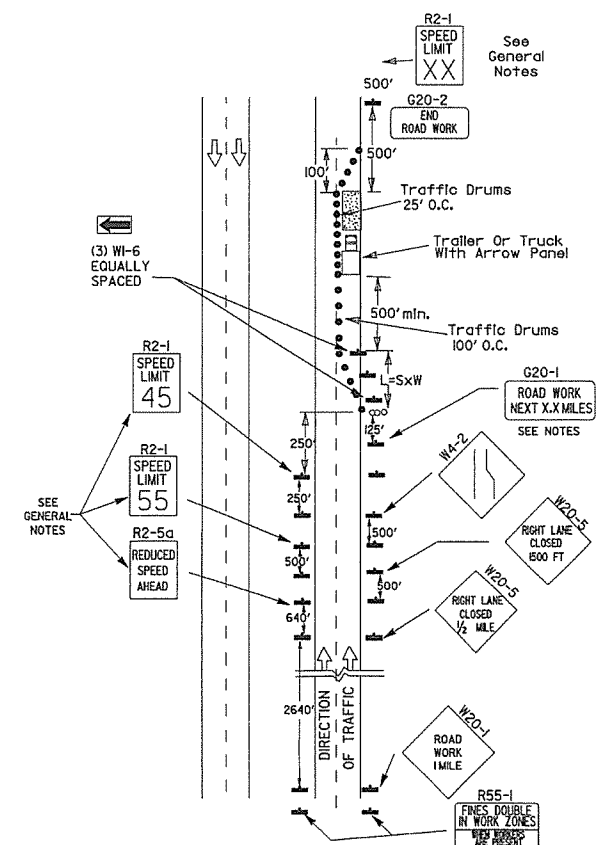 R2-1
SPEED
LIMIT
XX
See
General
Notes
500'
G20-2
END
ROAD WORK
500'
100'
Traffic Drums
25' O.C.
Trailer Or Truck
With Arrow Panel
(3) W1-6
EQUALLY
SPACED
500' min.
Traffic Drums
100' O.C.
R2-1
SPEED
LIMIT
45
L=SxW
G20-1
ROAD WORK
NEXT X.X MILES
SEE NOTES
125'
250'
W4-2
R2-1
SPEED
LIMIT
55
250'
500'
W20-5
RIGHT LANE
CLOSED
1500 FT
SEE
GENERAL
NOTES
R2-5a
REDUCED
SPEED
AHEAD
500'
500'
W20-5
RIGHT LANE
CLOSED
1/2 MILE
640'
2640'
DIRECTION
OF TRAFFIC
W20-1
ROAD
WORK
1 MILE
R55-1
FINES DOUBLE
IN WORK ZONES
WHEN WORKERS
ARE PRESENT